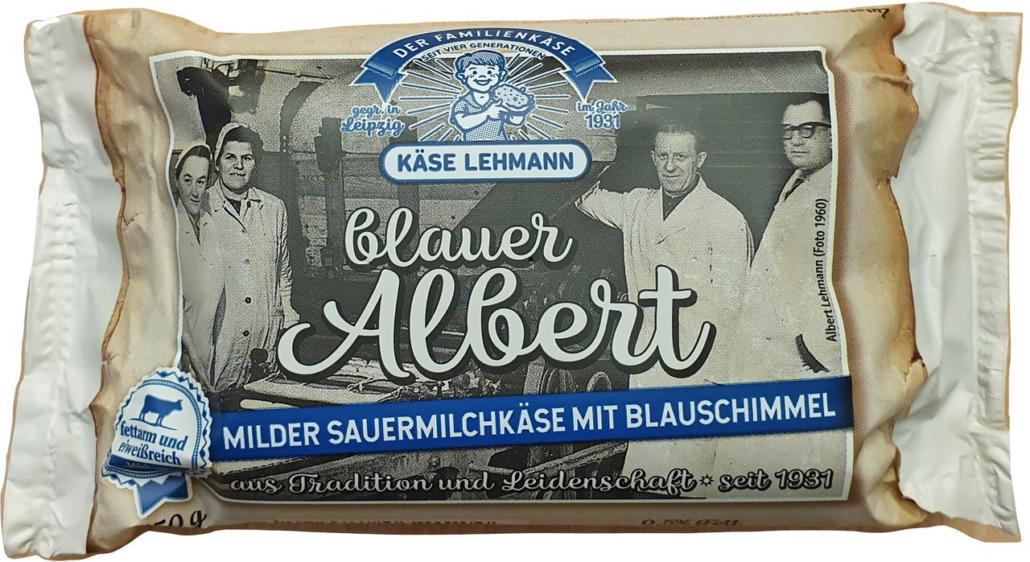 DER FAMILIENKÄSE
SEIT VIER GENERATIONEN
gegr. in
Leipzig
im Jahr
1931
KÄSE LEHMANN
blauer
Albert
Albert Lehmann (Foto 1960)
MILDER SAUERMILCHKÄSE MIT BLAUSCHIMMEL
fettarm und
eiweißreich
aus Tradition und Leidenschaft * seit 1931